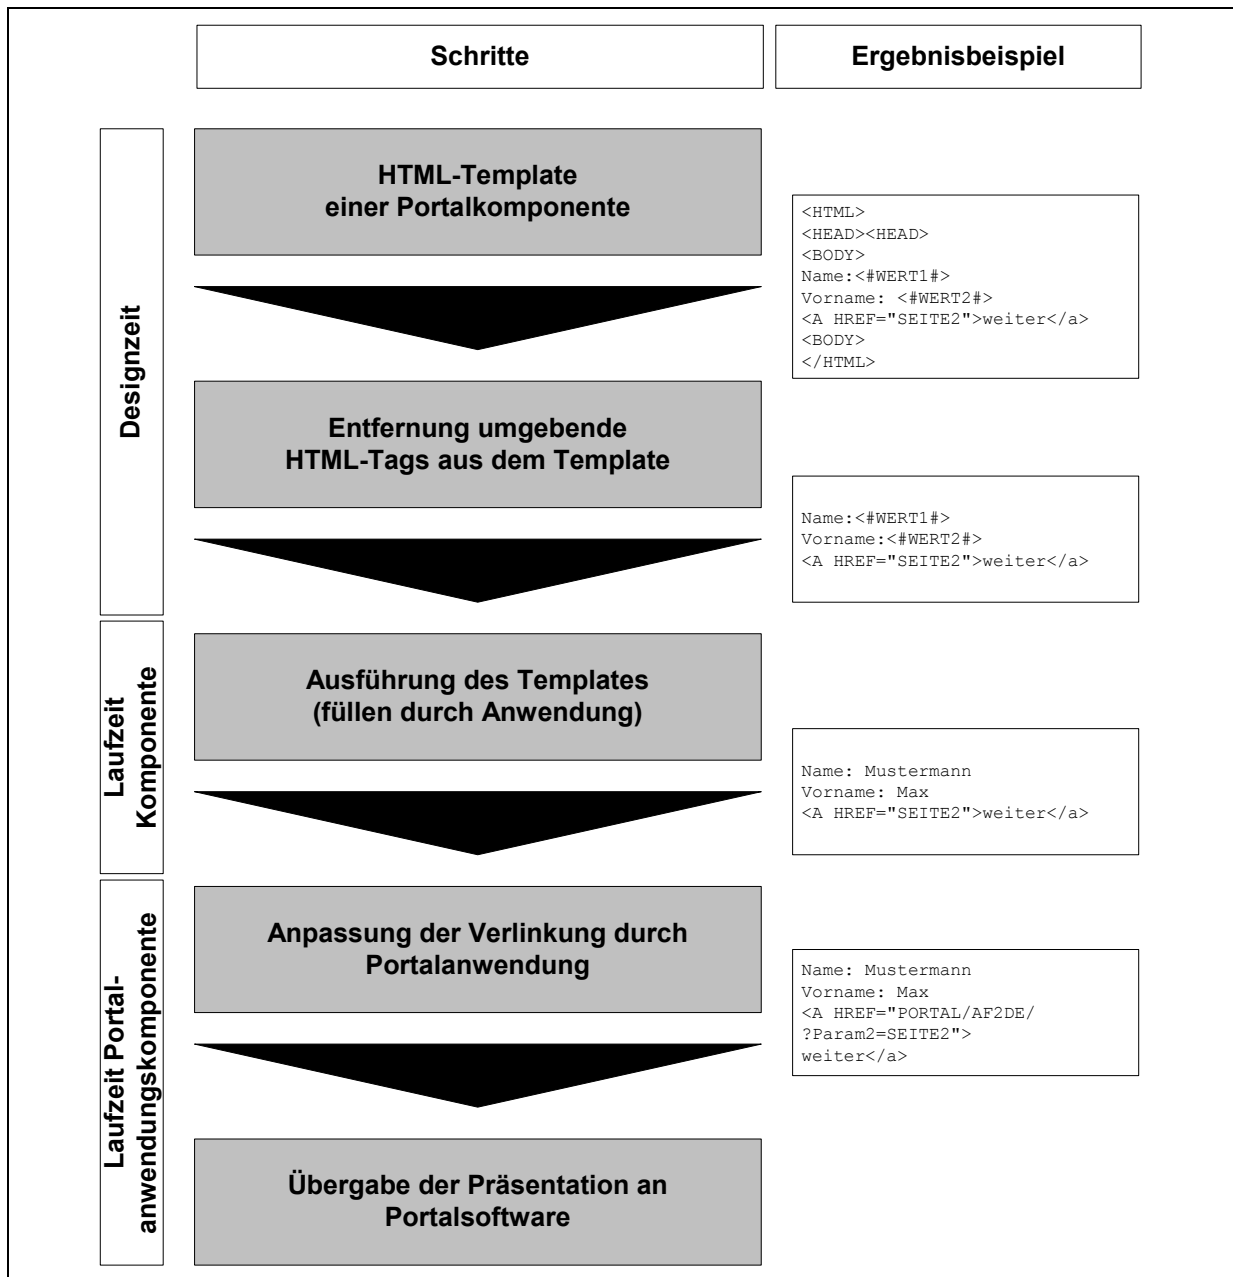 Schritte
Ergebnisbeispiel
Designzeit
HTML-Template
einer Portalkomponente
<HTML>
<HEAD><HEAD>
<BODY>
Name:<#WERT1#>
Vorname: <#WERT2#>
<A HREF="SEITE2">weiter</a>
<BODY>
</HTML>
Entfernung umgebende
HTML-Tags aus dem Template
Name:<#WERT1#>
Vorname:<#WERT2#>
<A HREF="SEITE2">weiter</a>
Laufzeit
Komponente
Ausführung des Templates
(füllen durch Anwendung)
Name: Mustermann
Vorname: Max
<A HREF="SEITE2">weiter</a>
Laufzeit Portal-
anwendungskomponente
Anpassung der Verlinkung durch
Portalanwendung
Name: Mustermann
Vorname: Max
<A HREF="PORTAL/AF2DE/
?Param2=SEITE2">
weiter</a>
Übergabe der Präsentation an
Portalsoftware